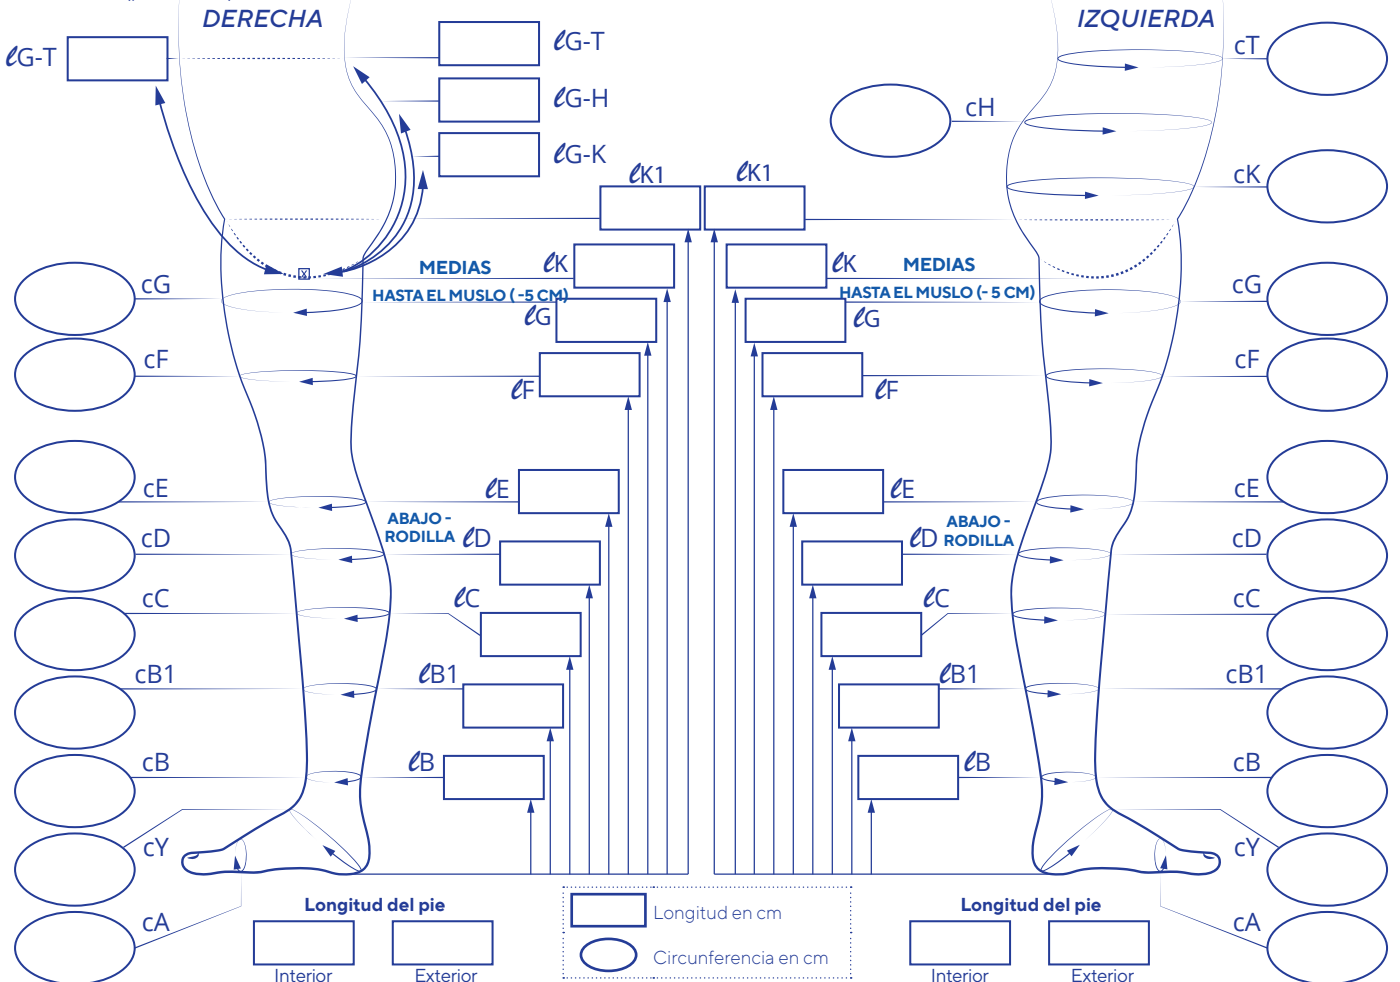 DERECHA
IZQUIERDA
ℓG-T
ℓG-T
cT
ℓG-H
cH
ℓG-K
ℓK1
ℓK1
cK
ℓK
ℓK
MEDIAS
MEDIAS
HASTA EL MUSLO ( -5 CM)
HASTA EL MUSLO (- 5 CM)
cG
ℓG
ℓG
cG
cF
ℓF
ℓF
cF
cE
ℓE
ℓE
cE
ABAJO -
RODILLA
ABAJO -
RODILLA
cD
ℓD
ℓD
cD
cC
ℓC
ℓC
cC
cB1
ℓB1
ℓB1
cB1
cB
ℓB
ℓB
cB
cY
cY
cA
cA
X
Longitud del pie
Interior
Exterior
Longitud en cm
Circunferencia en cm
Longitud del pie
Interior
Exterior